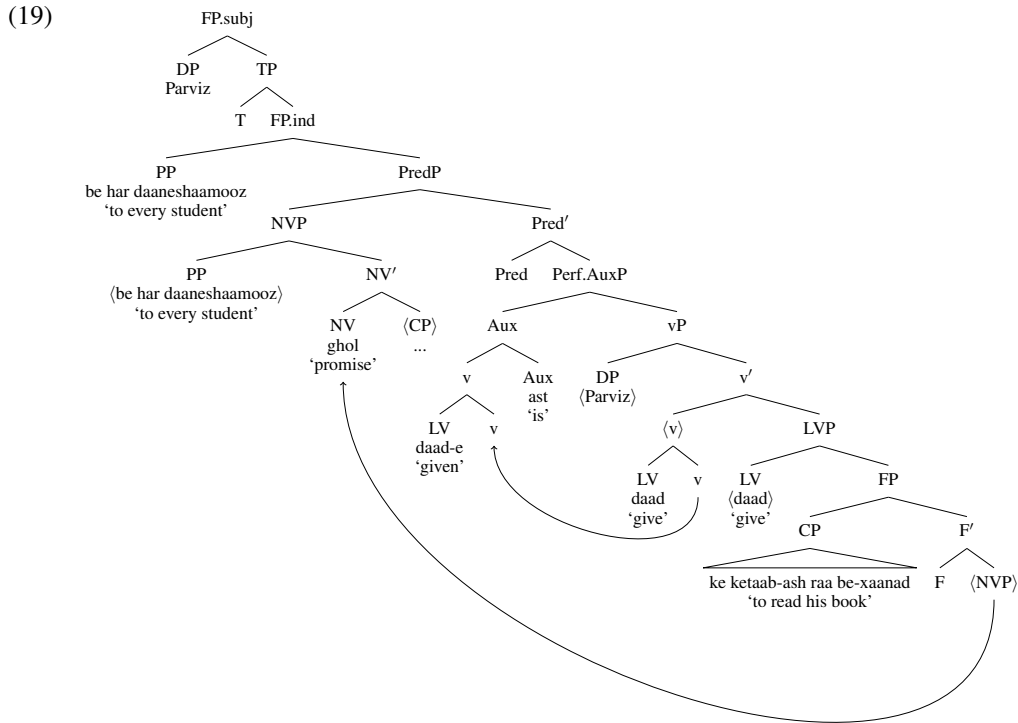 (19)
FP.subj
DP TP
Parviz
T FP.ind
PP PredP
be har daaneshaamooz
‘to every student’
NVP Pred′
PP NV′ Pred Perf.AuxP
⟨be har daaneshaamooz⟩
‘to every student’
NV ⟨CP⟩ Aux vP
ghol ...
‘promise’
v Aux DP v′
ast ⟨Parviz⟩
‘is’
LV v ⟨v⟩ LVP
daad-e
‘given’
LV v LV FP
daad ⟨daad⟩
‘give’ ‘give’
CP F′
ke ketaab-ash raa be-xaanad F ⟨NVP⟩
‘to read his book’